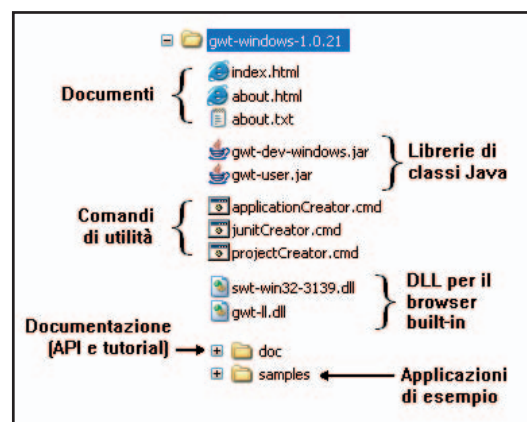 gwt-windows-1.0.21
Documenti
index.html
about.html
about.txt
gwt-dev-windows.jar
gwt-user.jar
Librerie di
classi Java
Comandi
di utilità
applicationCreator.cmd
junitCreator.cmd
projectCreator.cmd
swt-win32-3139.dll
gwt-ll.dll
DLL per il
browser
built-in
Documentazione
(API e tutorial)
doc
samples
Applicazioni
di esempio